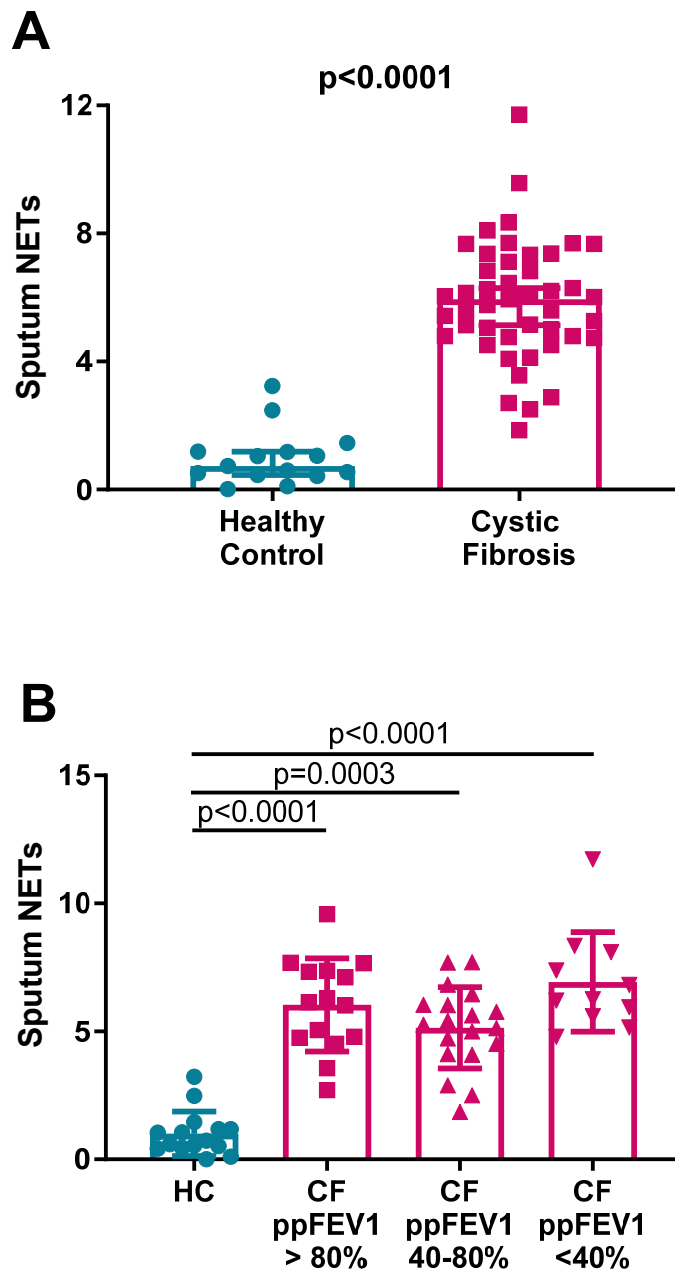 A
p<0.0001
12
8
4
0
Sputum NETs
Healthy
Control
Cystic
Fibrosis
B
p<0.0001
p=0.0003
p<0.0001
15
10
5
0
Sputum NETs
HC
CF
ppFEV1
> 80%
CF
ppFEV1
40-80%
CF
ppFEV1
<40%